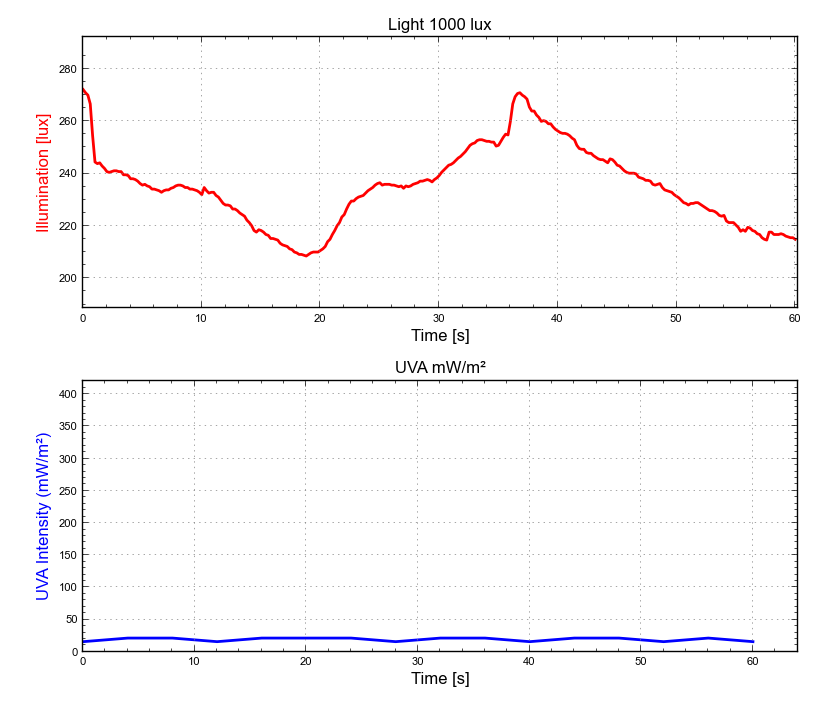 Light 1000 lux
Illumination [lux]
280
260
240
220
200
0 10 20 30 40 50 60
Time [s]
UVA mW/m²
UVA Intensity (mW/m²)
400
350
300
250
200
150
100
50
0
0 10 20 30 40 50 60
Time [s]